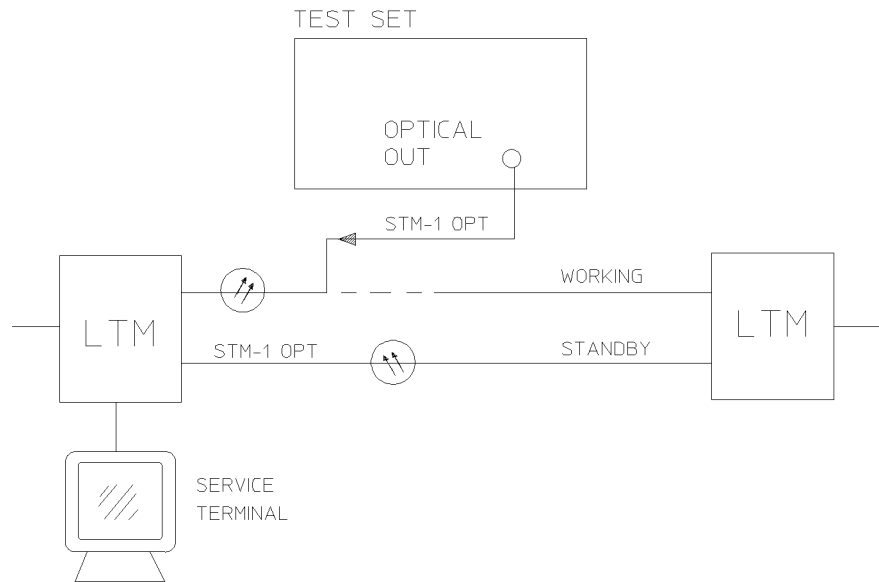 TEST SET
OPTICAL
OUT
STM-1 OPT
WORKING
LTM
LTM
STM-1 OPT
STANDBY
SERVICE
TERMINAL